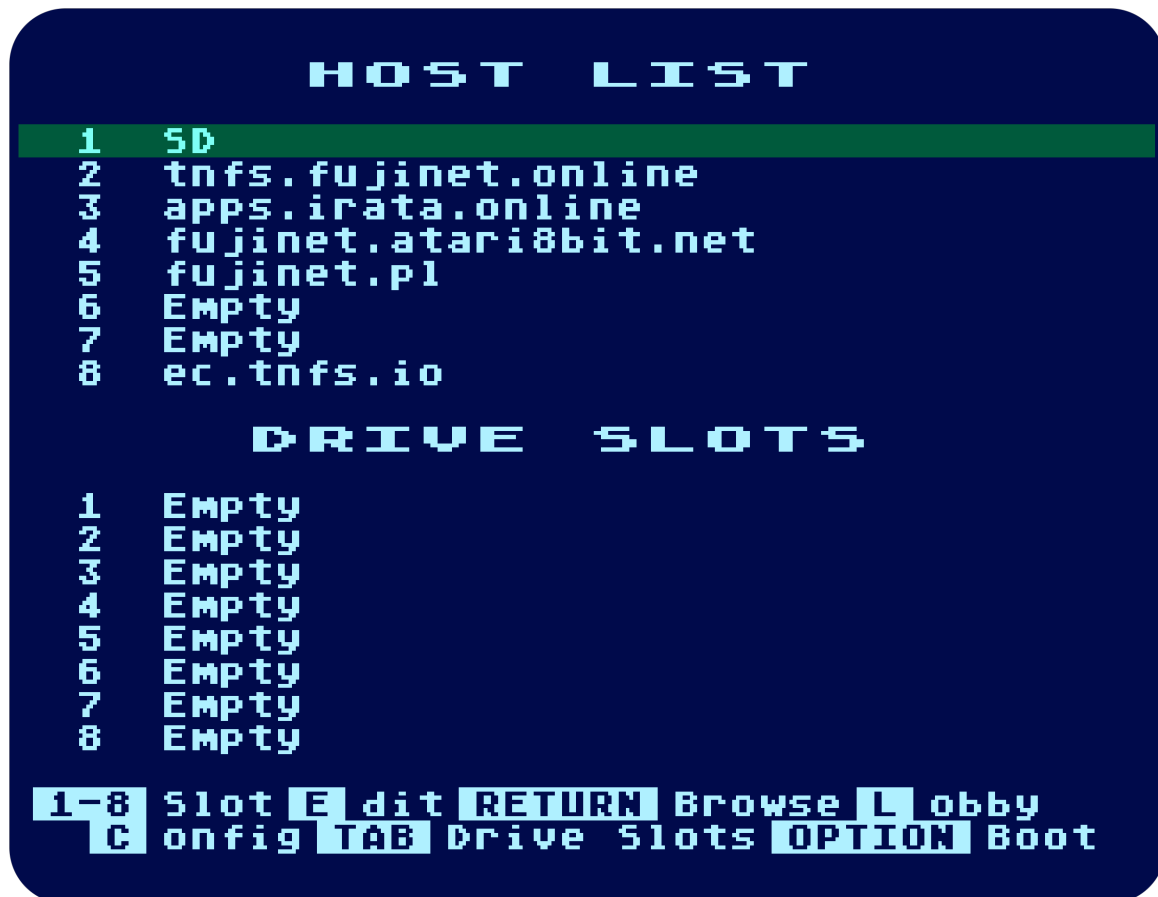 HOST LIST
1 SD
2 tnfs.fujinet.online
3 apps.irata.online
4 fujinet.atari8bit.net
5 fujinet.pl
6 Empty
7 Empty
8 ec.tnfs.io
DRIVE SLOTS
1 Empty
2 Empty
3 Empty
4 Empty
5 Empty
6 Empty
7 Empty
8 Empty
1-8 Slot E dit RETURN Browse L obby
C onfig TAB Drive Slots OPTION Boot